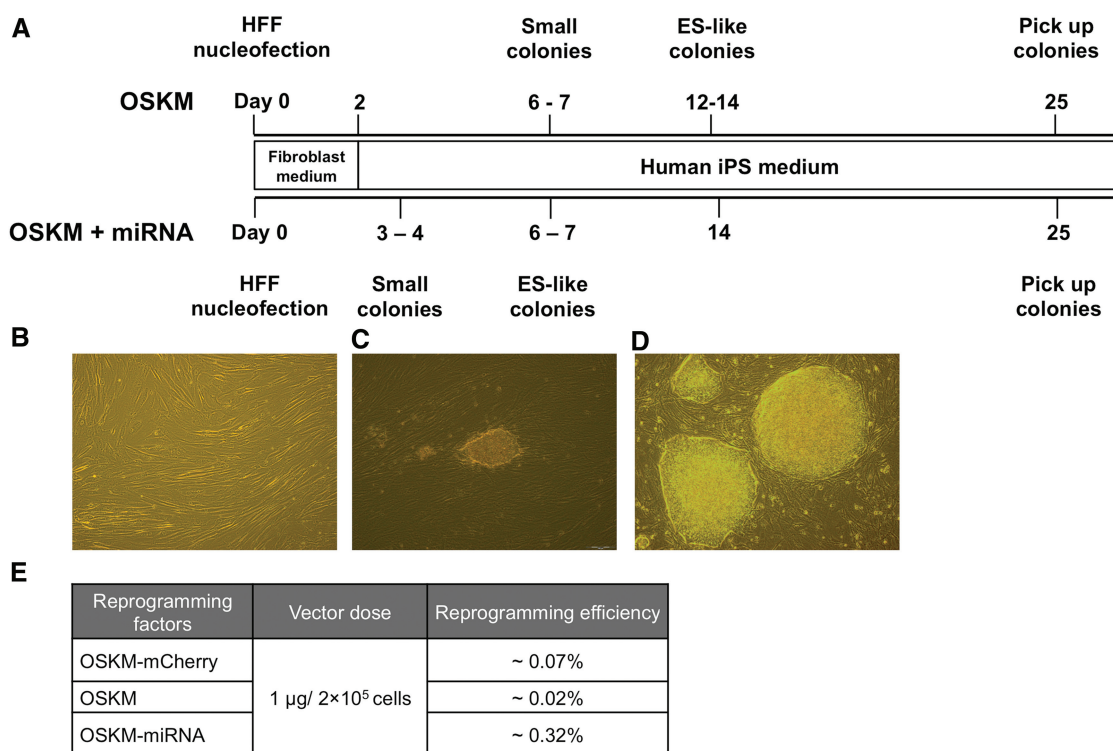 A
HFF
nucleofection
Small
colonies
ES-like
colonies
Pick up
colonies
OSKM Day 0 2 6 - 7 12-14 25
Fibroblast
medium
Human iPS medium
OSKM + miRNA Day 0 3 – 4 6 – 7 14 25
HFF
nucleofection
Small
colonies
ES-like
colonies
Pick up
colonies
B
C
D
E
Reprogramming
factors
Vector dose
Reprogramming efficiency
OSKM-mCherry
1 µg/ 2×10⁵ cells
~ 0.07%
OSKM
~ 0.02%
OSKM-miRNA
~ 0.32%